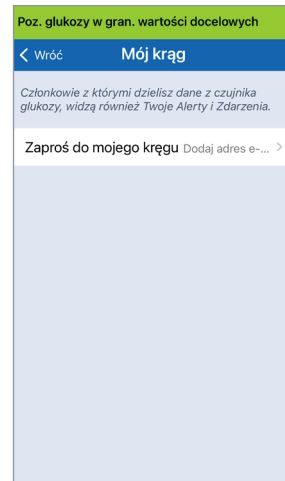 Poz. glukozy w gran. wartości docelowych
Wróć Mój krąg
Członkowie z którymi dzielisz dane z czujnika
glukozy, widzą również Twoje Alerty i Zdarzenia.
Zaproś do mojego kręgu Dodaj adres e-...